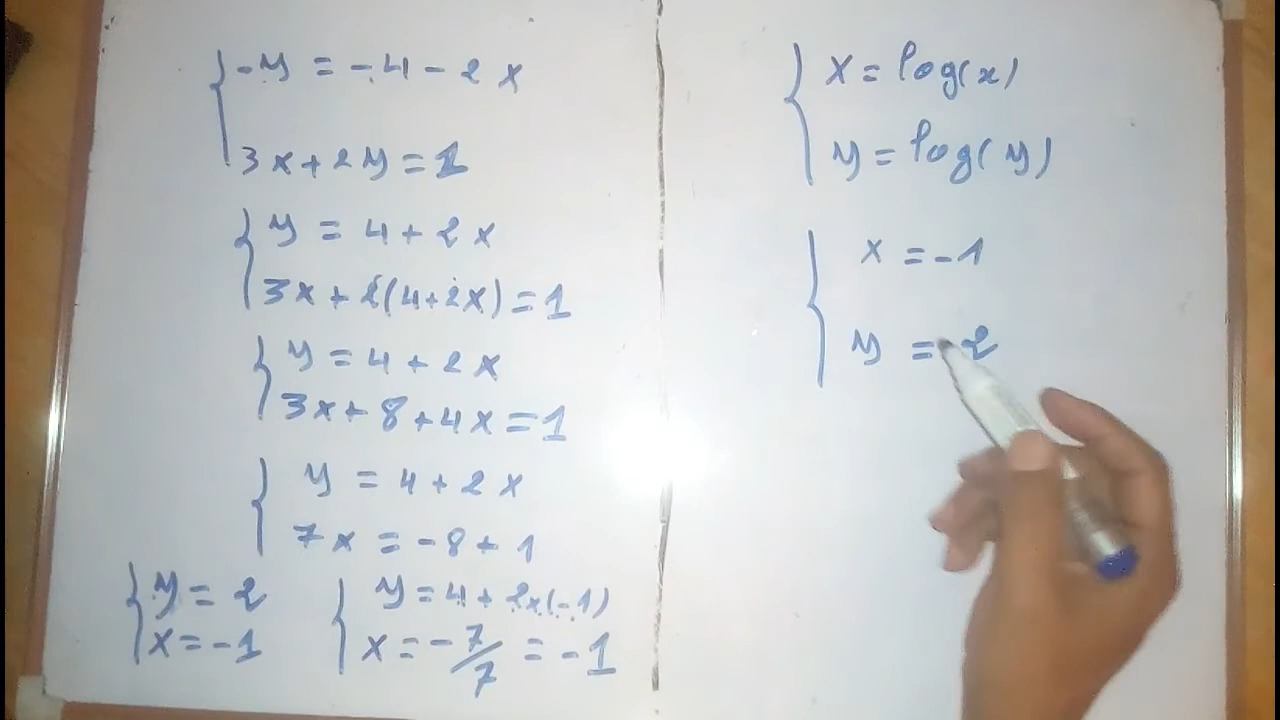 -y = -4 - 2x
3x + 2y = 1
y = 4 + 2x
3x + 2(4+2x) = 1
y = 4 + 2x
3x + 8 + 4x = 1
y = 4 + 2x
7x = -8 + 1
y = 4 + 2x(-1)
x = -7/7 = -1
y = 2
x = -1
x = log(x)
y = log(y)
x = -1
y = 2